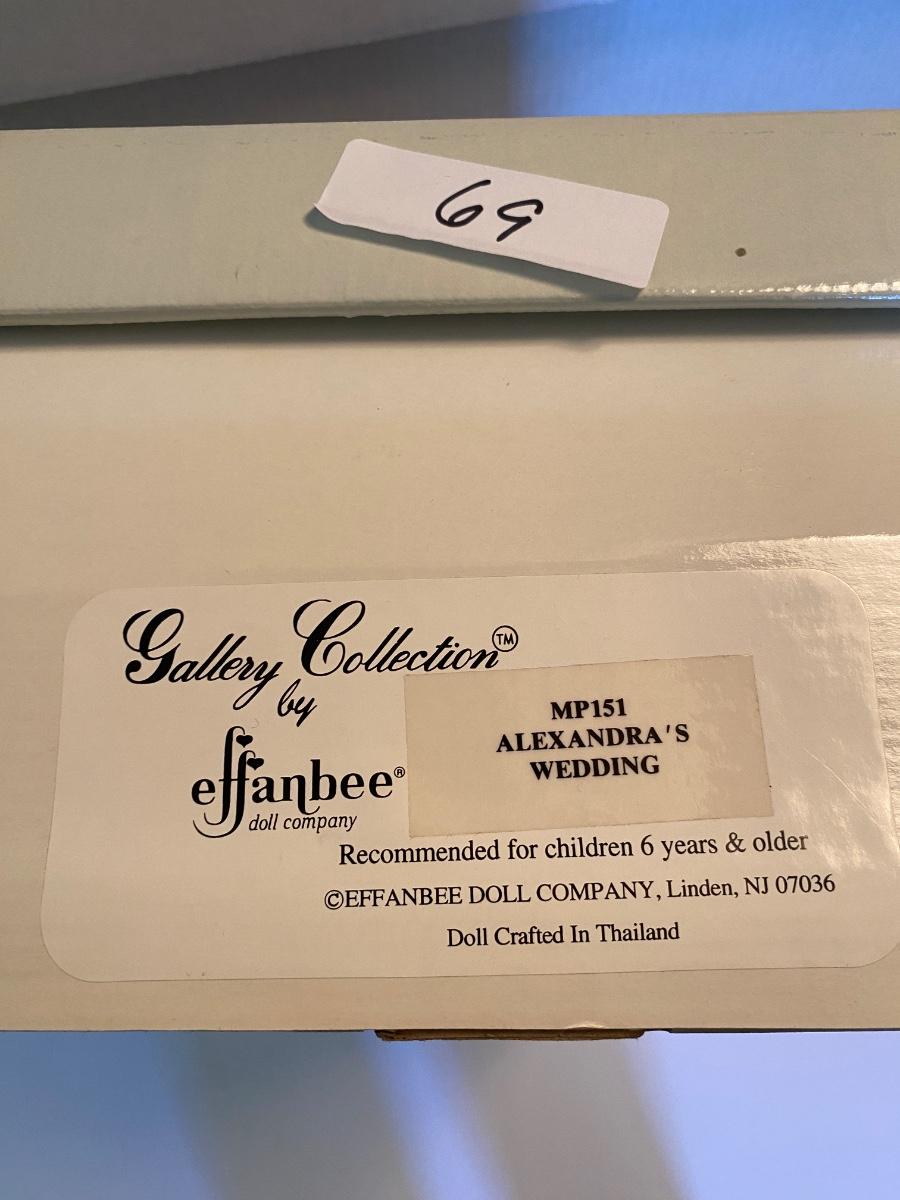 69
Gallery Collection™
by
effanbee®
doll company
MP151
ALEXANDRA'S
WEDDING
Recommended for children 6 years & older
©EFFANBEE DOLL COMPANY, Linden, NJ 07036
Doll Crafted In Thailand